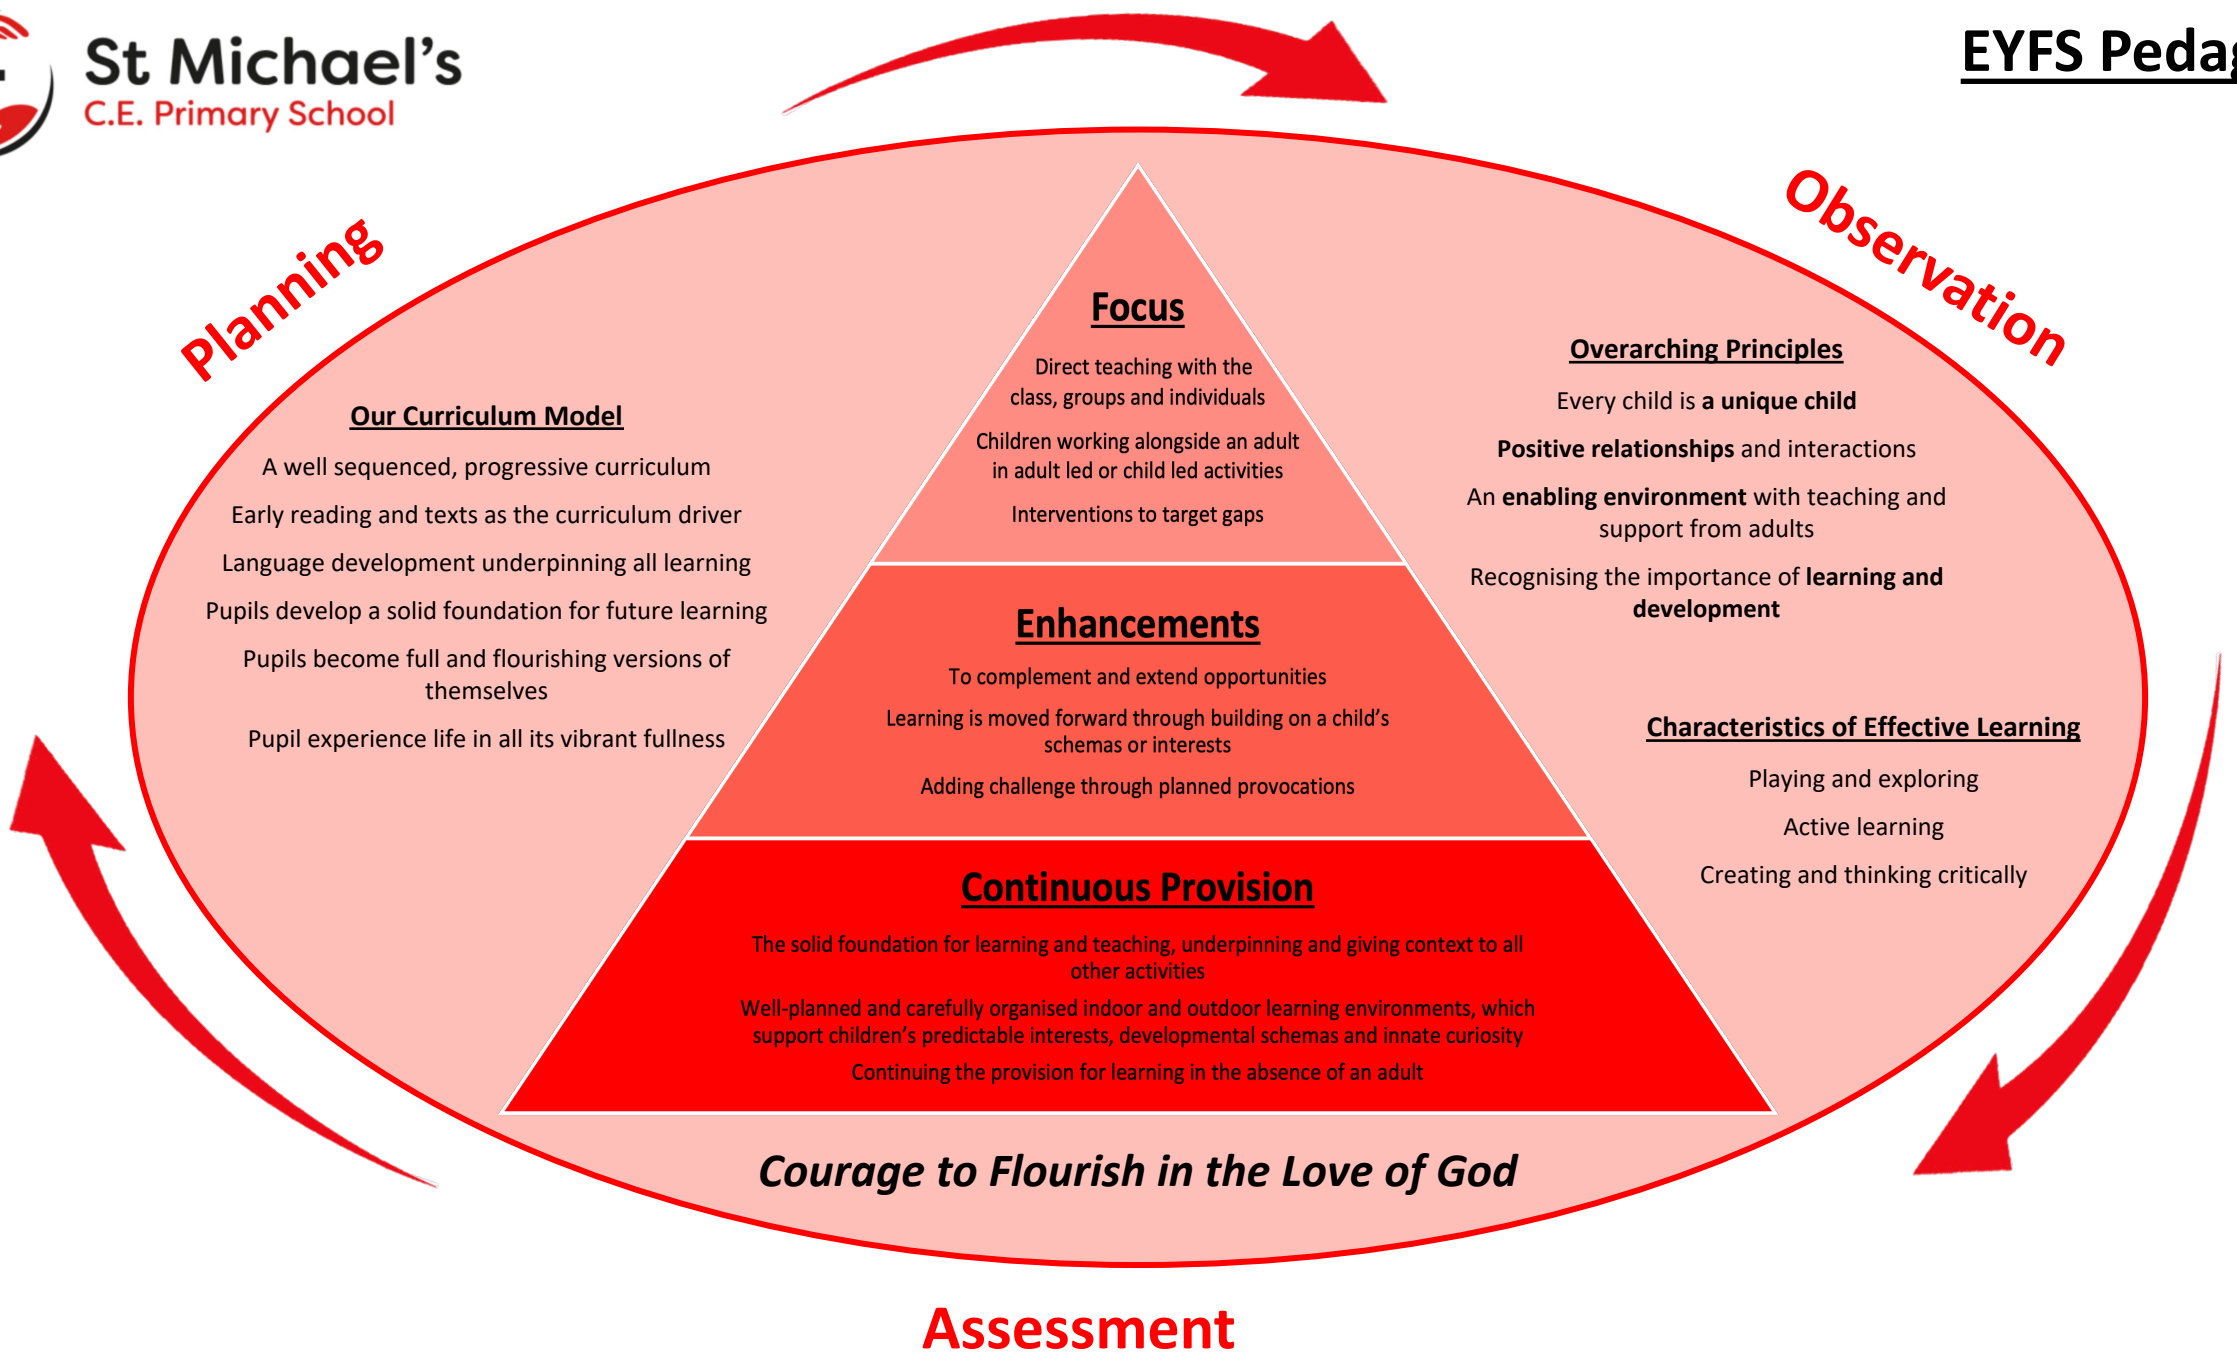 St Michael's
C.E. Primary School
EYFS Pedag
Planning
Observation
Our Curriculum Model
A well sequenced, progressive curriculum
Early reading and texts as the curriculum driver
Language development underpinning all learning
Pupils develop a solid foundation for future learning
Pupils become full and flourishing versions of
themselves
Pupil experience life in all its vibrant fullness
Focus
Direct teaching with the
class, groups and individuals
Children working alongside an adult
in adult led or child led activities
Interventions to target gaps
Enhancements
To complement and extend opportunities
Learning is moved forward through building on a child's
schemas or interests
Adding challenge through planned provocations
Continuous Provision
The solid foundation for learning and teaching, underpinning and giving context to all
other activities
Well-planned and carefully organised indoor and outdoor learning environments, which
support children's predictable interests, developmental schemas and innate curiosity
Continuing the provision for learning in the absence of an adult
Overarching Principles
Every child is a unique child
Positive relationships and interactions
An enabling environment with teaching and
support from adults
Recognising the importance of learning and
development
Characteristics of Effective Learning
Playing and exploring
Active learning
Creating and thinking critically
Courage to Flourish in the Love of God
Assessment